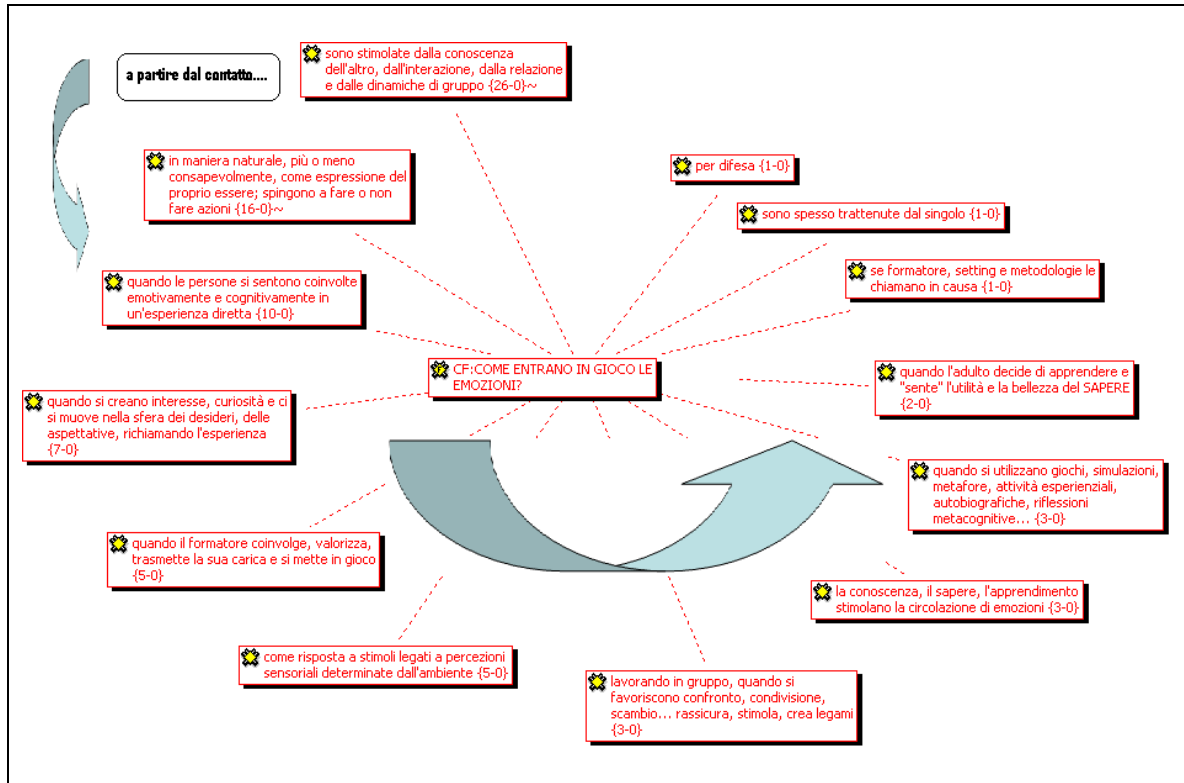 a partire dal contatto....
sono stimolate dalla conoscenza
dell'altro, dall'interazione, dalla relazione
e dalle dinamiche di gruppo {26-0}~
in maniera naturale, più o meno
consapevolmente, come espressione del
proprio essere; spingono a fare o non
fare azioni {16-0}~
per difesa {1-0}
sono spesso trattenute dal singolo {1-0}
quando le persone si sentono coinvolte
emotivamente e cognitivamente in
un'esperienza diretta {10-0}
se formatore, setting e metodologie le
chiamano in causa {1-0}
CF:COME ENTRANO IN GIOCO LE
EMOZIONI?
quando l'adulto decide di apprendere e
"sente" l'utilità e la bellezza del SAPERE
{2-0}
quando si creano interesse, curiosità e ci
si muove nella sfera dei desideri, delle
aspettative, richiamando l'esperienza
{7-0}
quando si utilizzano giochi, simulazioni,
metafore, attività esperienziali,
autobiografiche, riflessioni
metacognitive... {3-0}
quando il formatore coinvolge, valorizza,
trasmette la sua carica e si mette in gioco
{5-0}
la conoscenza, il sapere, l'apprendimento
stimolano la circolazione di emozioni {3-0}
come risposta a stimoli legati a percezioni
sensoriali determinate dall'ambiente {5-0}
lavorando in gruppo, quando si
favoriscono confronto, condivisione,
scambio... rassicura, stimola, crea legami
{3-0}